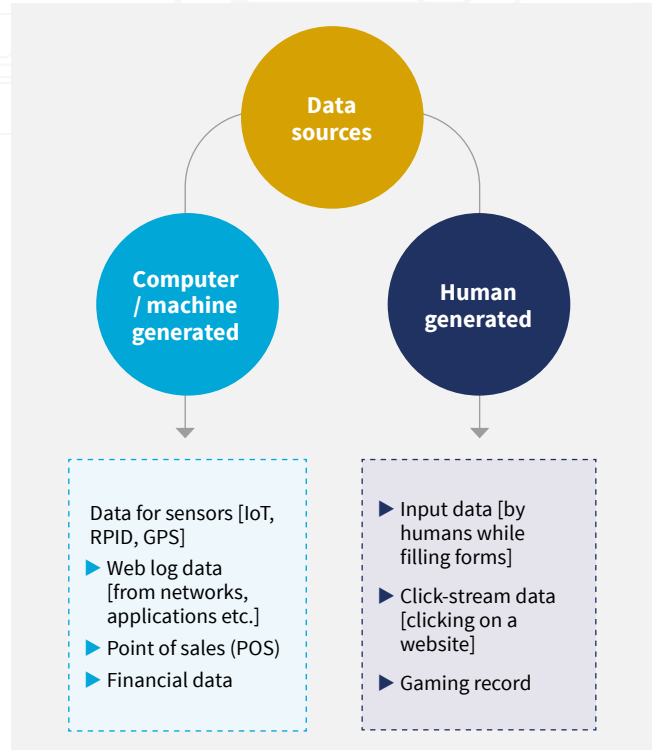 Data
sources
Computer
/ machine
generated
Human
generated
Data for sensors [IoT,
RPID, GPS]
Web log data
[from networks,
applications etc.]
Point of sales (POS)
Financial data
Input data [by
humans while
filling forms]
Click-stream data
[clicking on a
website]
Gaming record